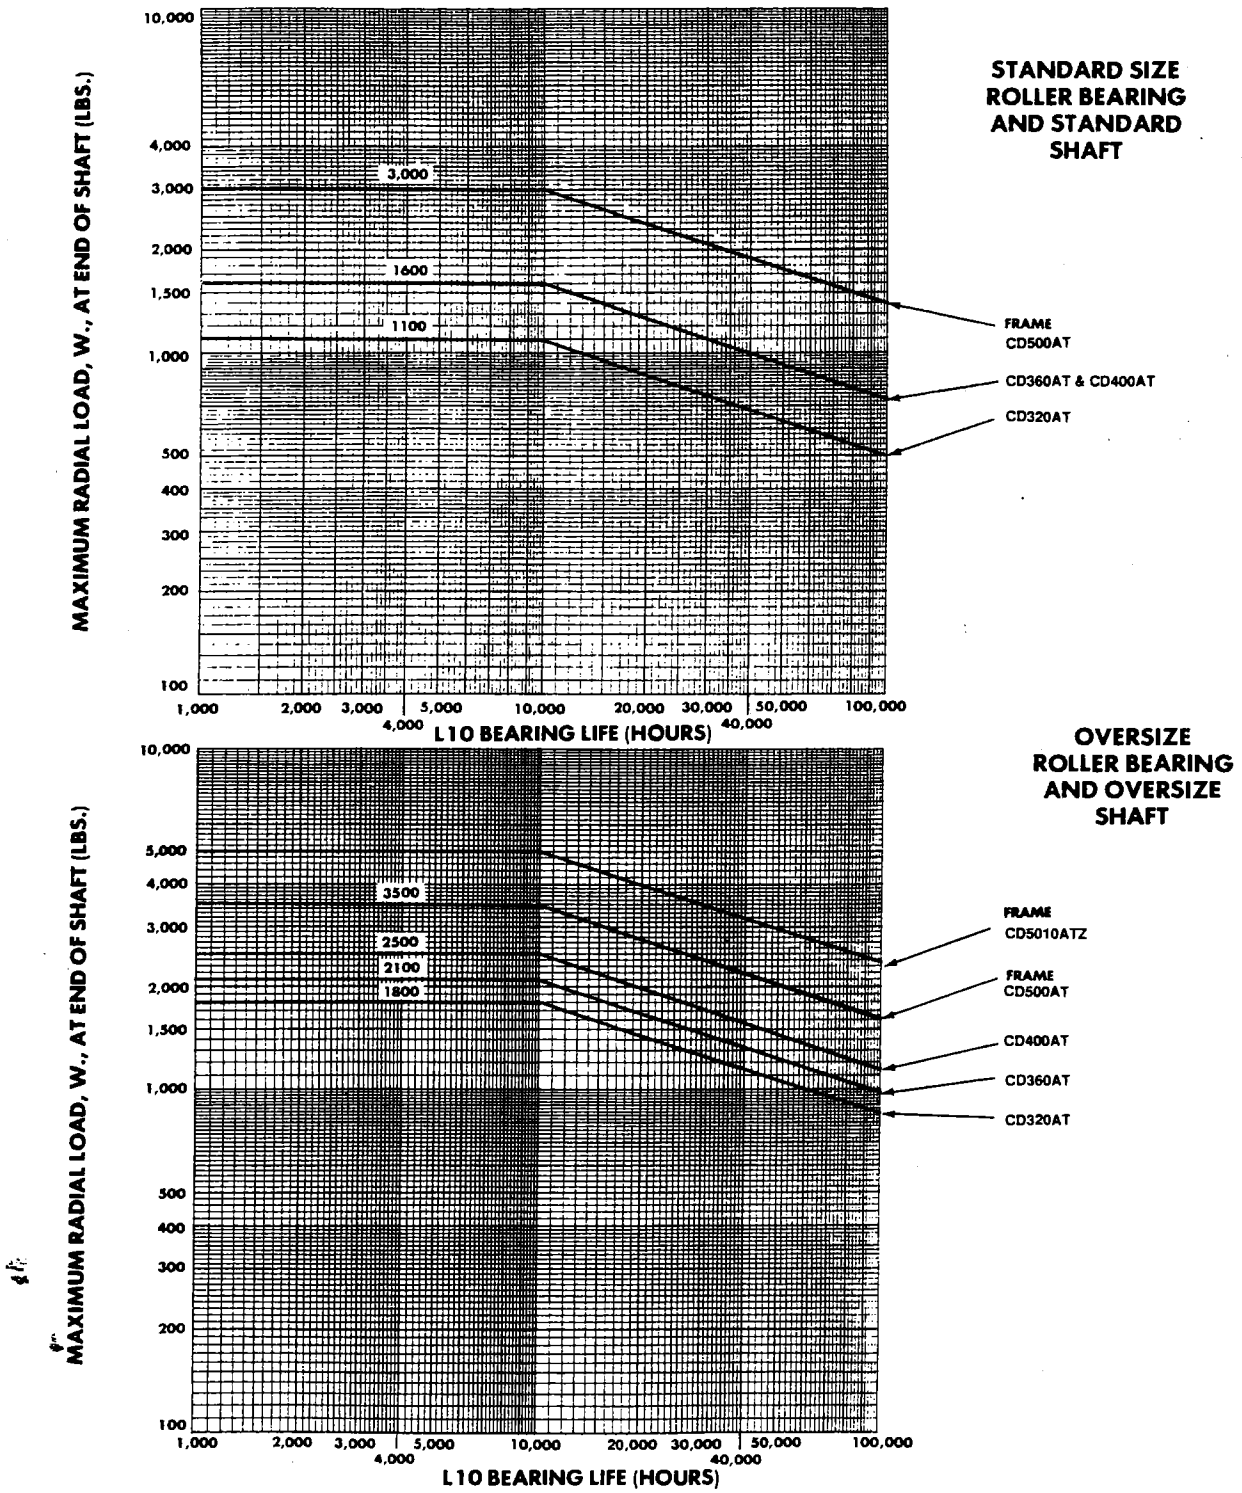 STANDARD SIZE
ROLLER BEARING
AND STANDARD
SHAFT
MAXIMUM RADIAL LOAD, W., AT END OF SHAFT (LBS.)
10,000
4,000
3,000
2,000
1,500
1,000
500
400
300
200
100
3,000
1600
1100
FRAME
CD500AT
CD360AT & CD400AT
CD320AT
1,000 2,000 3,000 4,000 5,000 10,000 20,000 30,000 40,000 50,000 100,000
L10 BEARING LIFE (HOURS)
OVERSIZE
ROLLER BEARING
AND OVERSIZE
SHAFT
MAXIMUM RADIAL LOAD, W., AT END OF SHAFT (LBS.)
10,000
5,000
4,000
3,000
2,000
1,500
1,000
500
400
300
200
100
3500
2500
2100
1800
FRAME
CD5010ATZ
FRAME
CD500AT
CD400AT
CD360AT
CD320AT
1,000 2,000 3,000 4,000 5,000 10,000 20,000 30,000 40,000 50,000 100,000
L10 BEARING LIFE (HOURS)